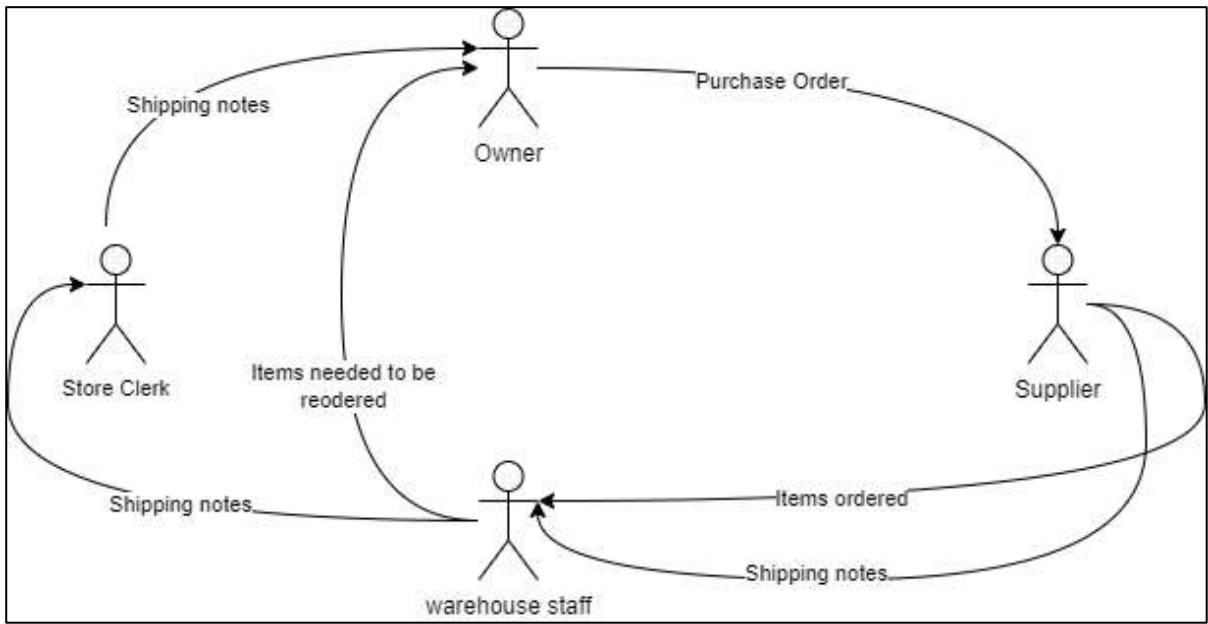 Shipping notes
Purchase Order
Owner
Store Clerk
Items needed to be
reodered
Supplier
Shipping notes
Items ordered
Shipping notes
warehouse staff